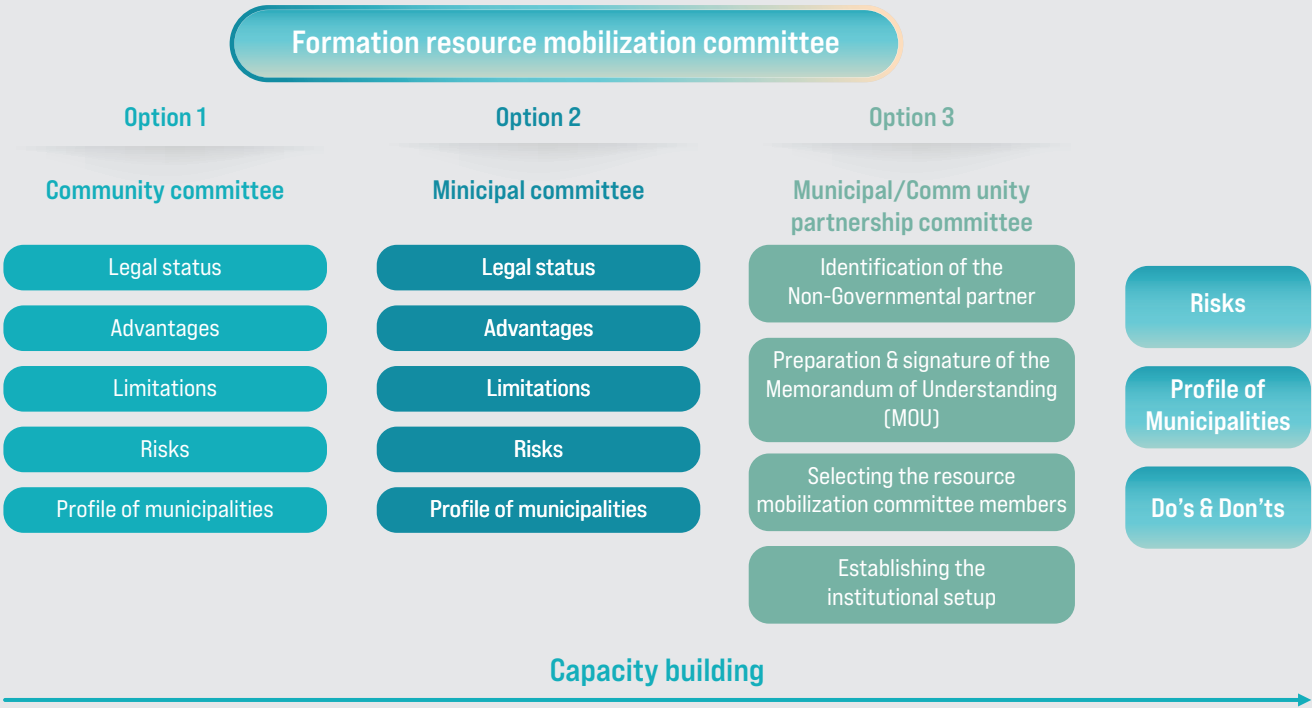 Formation resource mobilization committee
Option 1
Community committee
Legal status
Advantages
Limitations
Risks
Profile of municipalities
Option 2
Minicipal committee
Legal status
Advantages
Limitations
Risks
Profile of municipalities
Option 3
Municipal/Comm unity
partnership committee
Identification of the
Non-Governmental partner
Preparation & signature of the
Memorandum of Understanding
(MOU)
Selecting the resource
mobilization committee members
Establishing the
institutional setup
Risks
Profile of
Municipalities
Do's & Don'ts
Capacity building